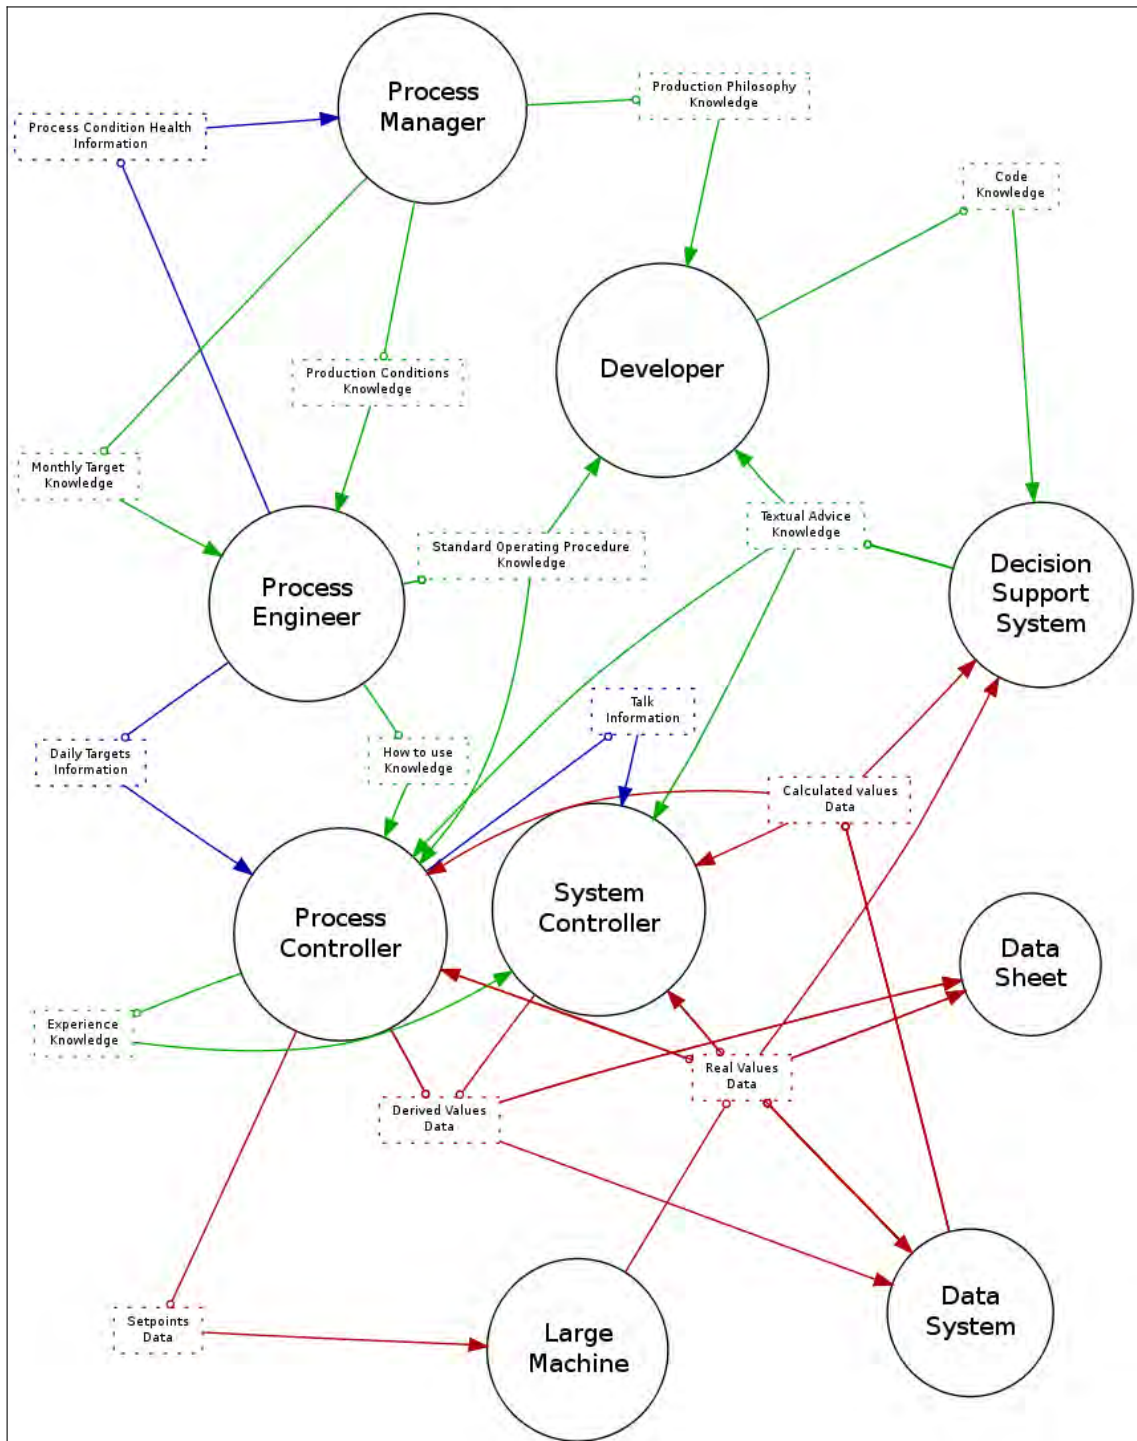 Process
Manager
Production Philosophy
Knowledge
Process Condition Health
Information
Code
Knowledge
Developer
Production Conditions
Knowledge
Monthly Target
Knowledge
Textual Advice
Knowledge
Standard Operating Procedure
Knowledge
Decision
Support
System
Process
Engineer
Talk
Information
Daily Targets
Information
How to use
Knowledge
Calculated values
Data
System
Controller
Process
Controller
Data
Sheet
Experience
Knowledge
Real Values
Data
Derived Values
Data
Data
System
Setpoints
Data
Large
Machine